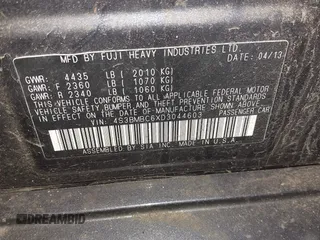 MFD BY FUJI HEAVY INDUSTRIES LTD.
DATE: 04/13
GVWR: 4435 LB ( 2010 KG)
GAWR: F 2360 LB ( 1070 KG)
GAWR: R 2340 LB ( 1060 KG)
THIS VEHICLE CONFORMS TO ALL APPLICABLE FEDERAL MOTOR
VEHICLE SAFETY, BUMPER, AND THEFT PREVENTION STANDARDS
IN EFFECT ON THE DATE OF MANUFACTURE SHOWN ABOVE.
VIN: 4S3BMBC6XD3044603 PASSENGER CAR
ASSEMBLED BY SIA INC. MADE IN U.S.A.
DREAMBID